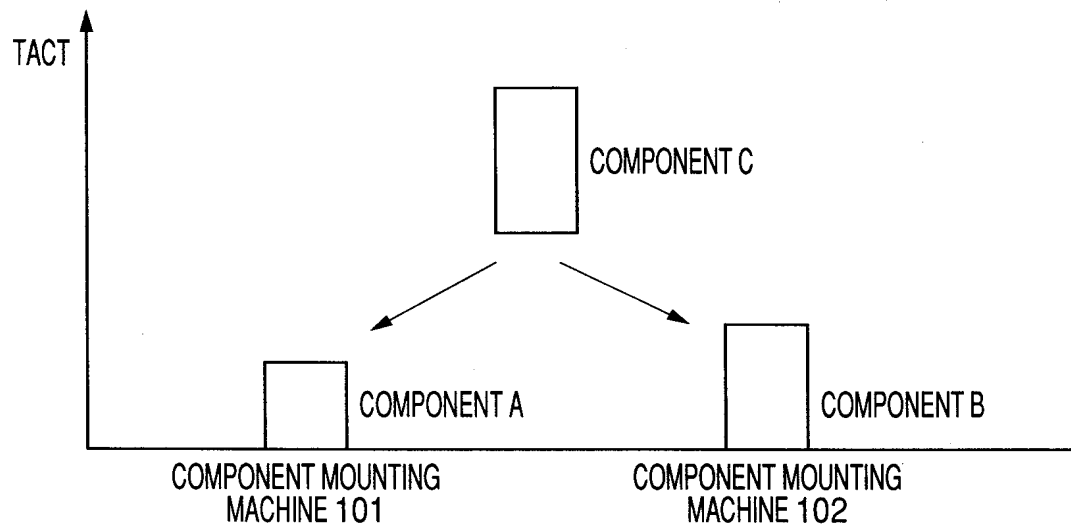 TACT
COMPONENT C
COMPONENT A
COMPONENT B
COMPONENT MOUNTING
MACHINE 101
COMPONENT MOUNTING
MACHINE 102